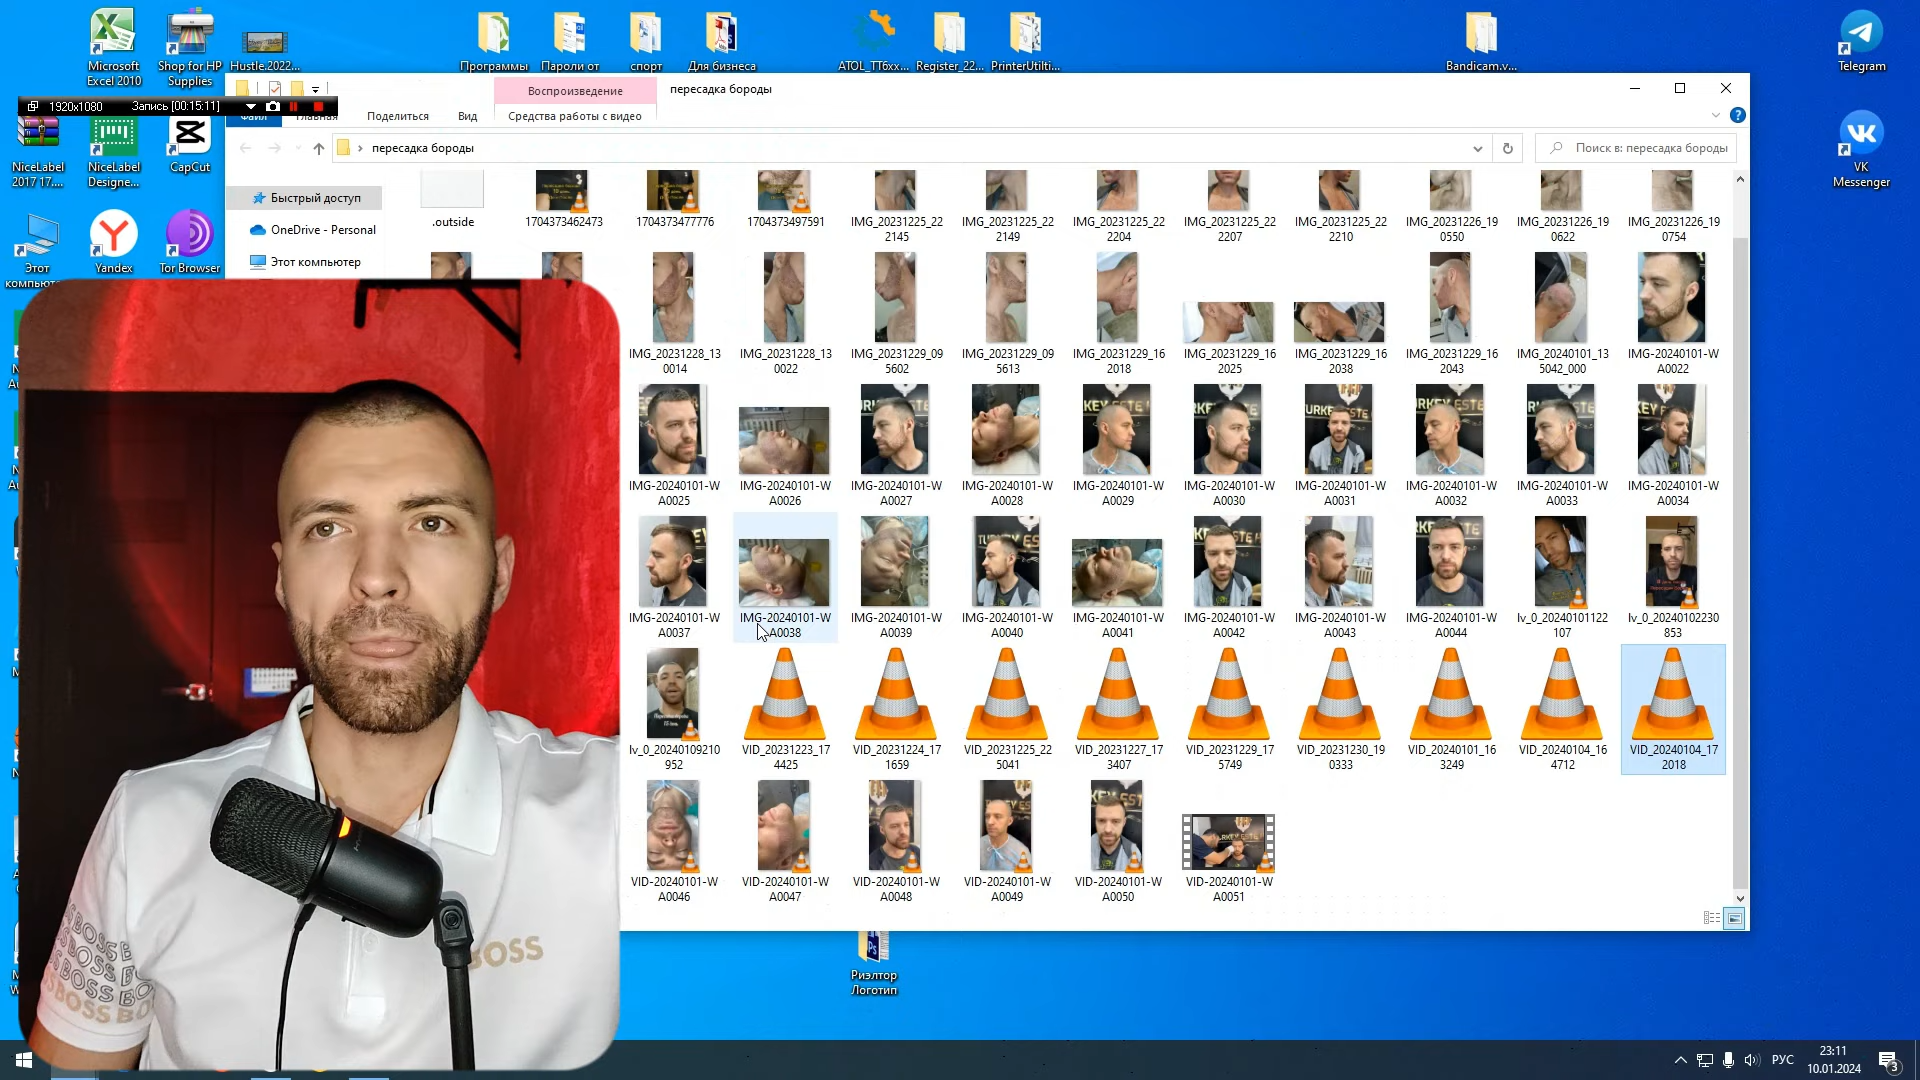 Microsoft
Excel 2010
Shop for HP
Supplies
Hustle.2022...
Программы
Пароли от
спорт
Для бизнеса
ATOL_TT6xx...
Register_22...
PrinterUtilti...
Bandicam.v...
Telegram
1920x1080
Запись [00:15:11]
Воспроизведение
пересадка бороды
Файл
Главная
Поделиться
Вид
Средства работы с видео
пересадка бороды
Поиск в: пересадка бороды
NiceLabel
2017 17....
NiceLabel
Designe...
CapCut
VK
Messenger
Этот
Yandex
Tor Browser
Быстрый доступ
OneDrive - Personal
Этот компьютер
.outside
1704373462473
1704373477776
1704373497591
IMG_20231225_22
2145
IMG_20231225_22
2149
IMG_20231225_22
2204
IMG_20231225_22
2207
IMG_20231225_22
2210
IMG_20231226_19
0550
IMG_20231226_19
0622
IMG_20231226_19
0754
IMG_20231228_13
0014
IMG_20231228_13
0022
IMG_20231229_09
5602
IMG_20231229_09
5613
IMG_20231229_16
2018
IMG_20231229_16
2025
IMG_20231229_16
2038
IMG_20231229_16
2043
IMG_20240101_13
5042_000
IMG-20240101-W
A0022
IMG-20240101-W
A0025
IMG-20240101-W
A0026
IMG-20240101-W
A0027
IMG-20240101-W
A0028
IMG-20240101-W
A0029
IMG-20240101-W
A0030
IMG-20240101-W
A0031
IMG-20240101-W
A0032
IMG-20240101-W
A0033
IMG-20240101-W
A0034
IMG-20240101-W
A0037
IMG-20240101-W
A0038
IMG-20240101-W
A0039
IMG-20240101-W
A0040
IMG-20240101-W
A0041
IMG-20240101-W
A0042
IMG-20240101-W
A0043
IMG-20240101-W
A0044
lv_0_20240101122
107
lv_0_20240102230
853
lv_0_20240109210
952
VID_20231223_17
4425
VID_20231224_17
1659
VID_20231225_22
5041
VID_20231227_17
3407
VID_20231229_17
5749
VID_20231230_19
0333
VID_20240101_16
3249
VID_20240104_16
4712
VID_20240104_17
2018
VID-20240101-W
A0046
VID-20240101-W
A0047
VID-20240101-W
A0048
VID-20240101-W
A0049
VID-20240101-W
A0050
VID-20240101-W
A0051
BOSS
BOSS
BOSS
BOSS
BOSS
Риэлтор
Логотип
РУС
23:11
10.01.2024
3